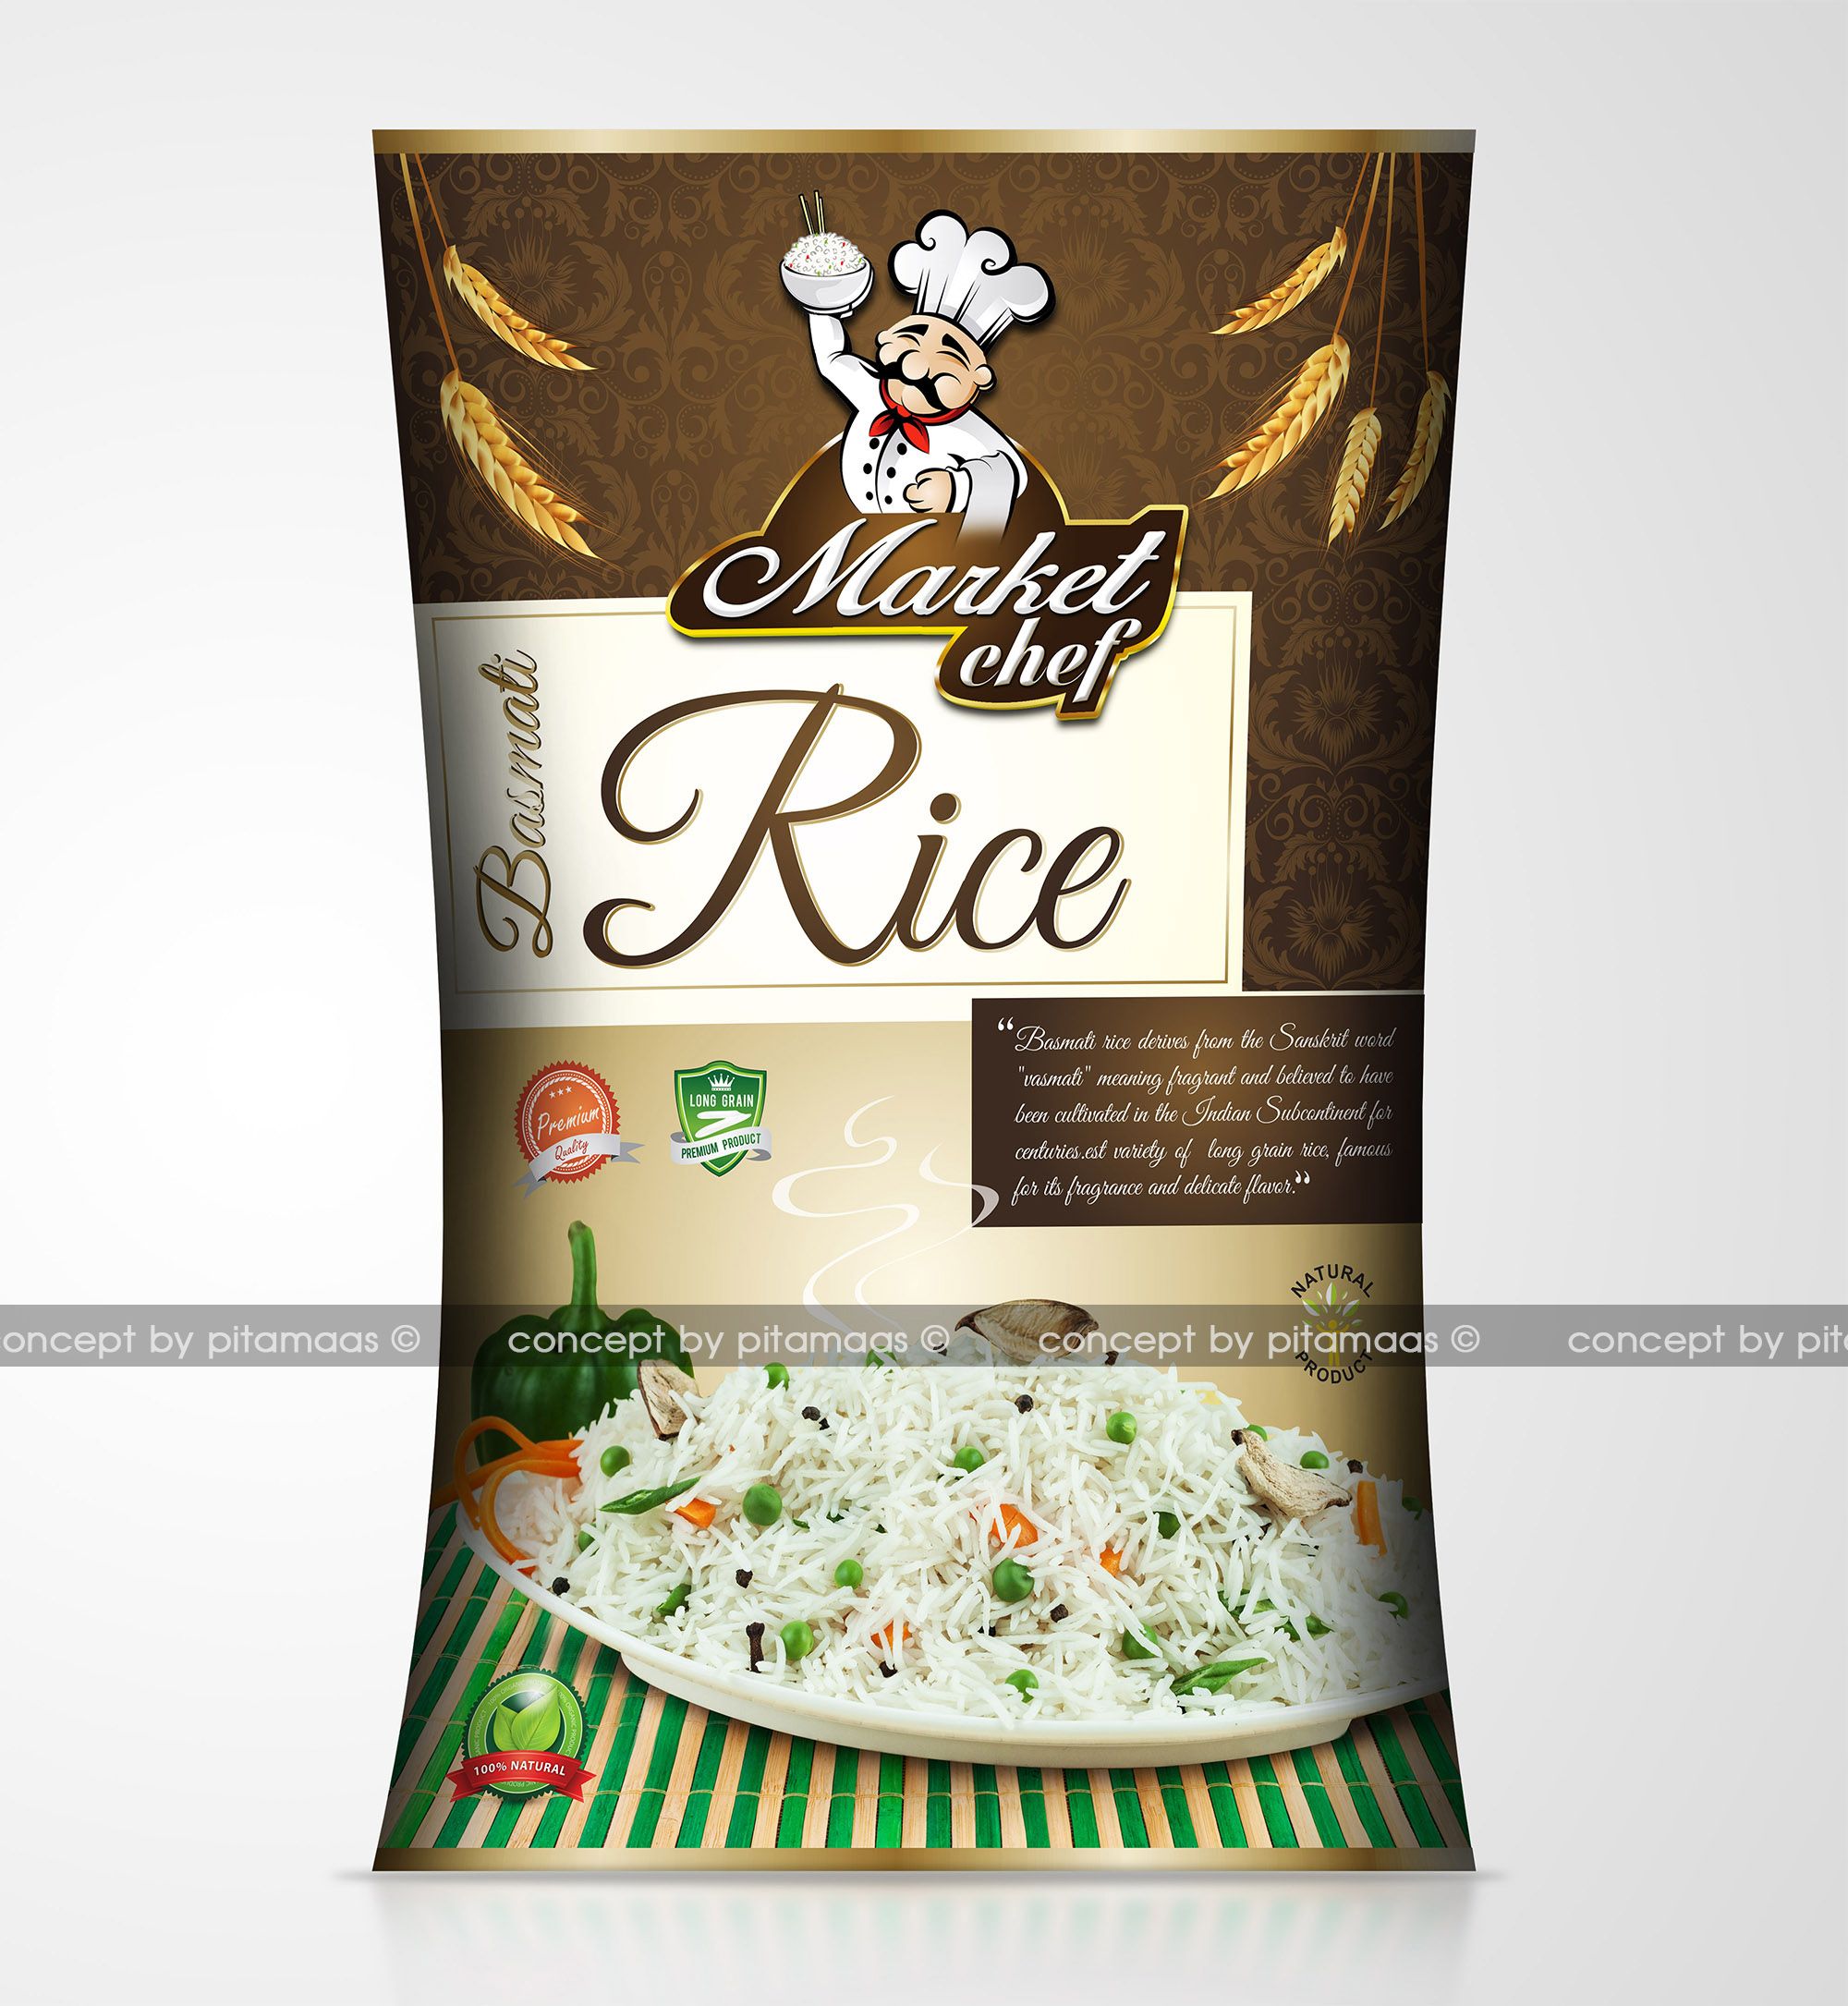 Market
chef
Basmati
Rice
“Basmati rice derives from the Sanskrit word
"vasmati" meaning fragrant and believed to have
been cultivated in the Indian Subcontinent for
centuries.est variety of long grain rice, famous
for its fragrance and delicate flavor.”
Premium
Quality
LONG GRAIN
PREMIUM PRODUCT
NATURAL
PRODUCT
oncept by pitamaas © concept by pitamaas © concept by pitamaas © concept by pit
100% NATURAL